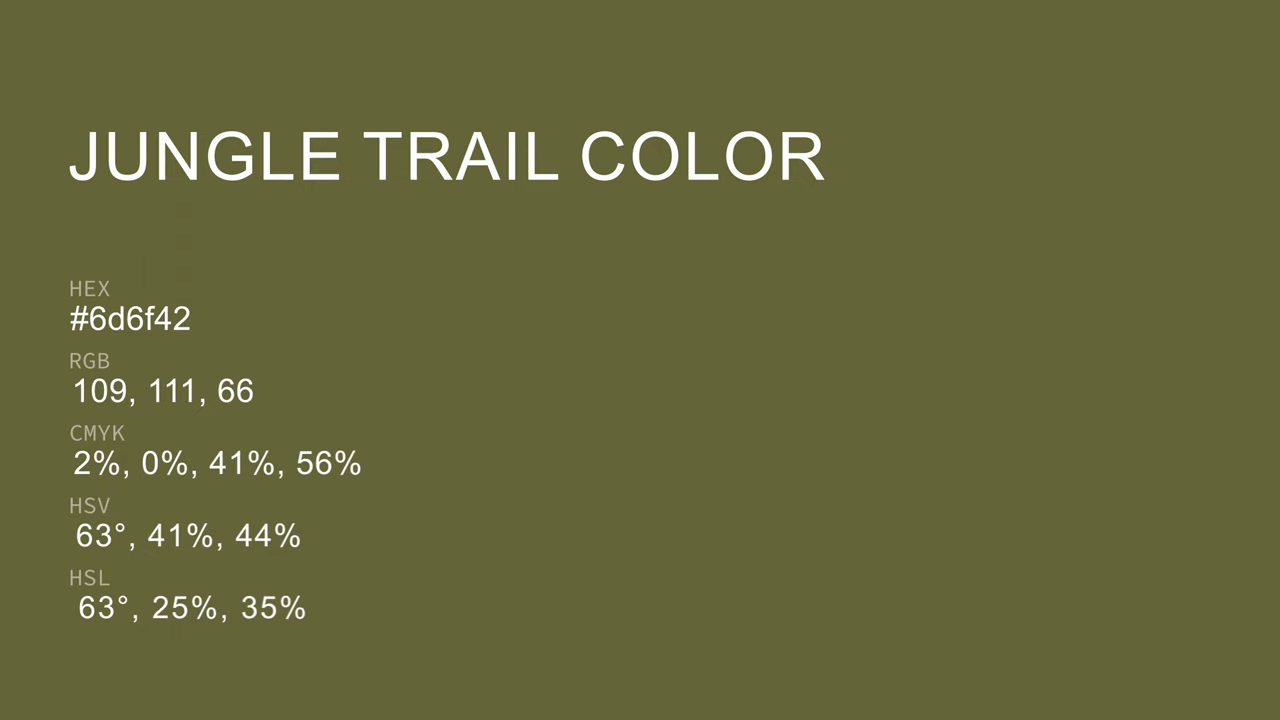 JUNGLE TRAIL COLOR
HEX
#6d6f42
RGB
109, 111, 66
CMYK
2%, 0%, 41%, 56%
HSV
63°, 41%, 44%
HSL
63°, 25%, 35%